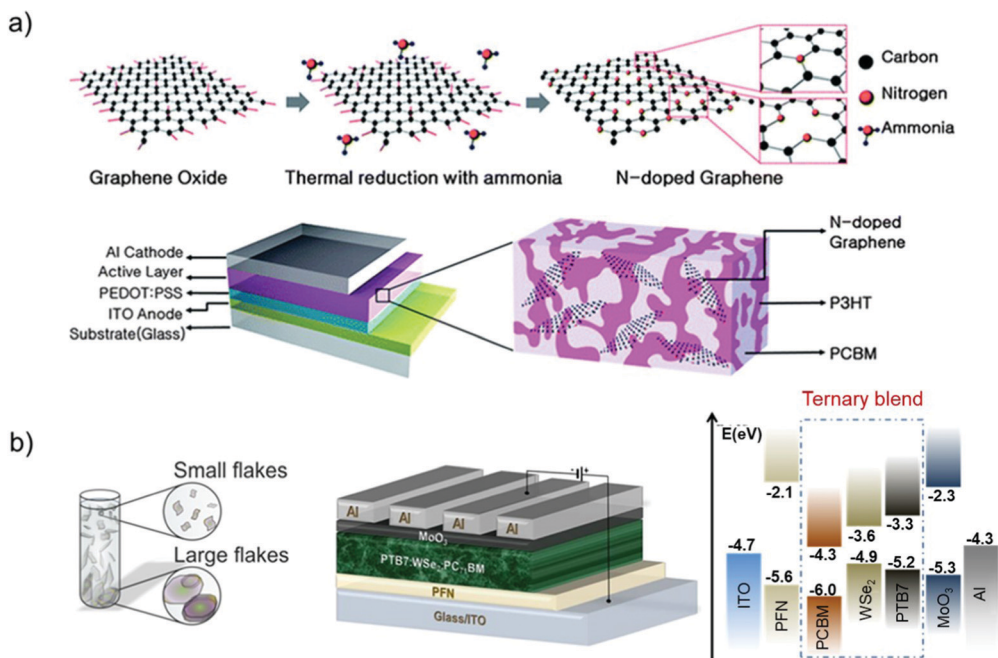 a)
Carbon
Nitrogen
Ammonia
Graphene Oxide
Thermal reduction with ammonia
N-doped Graphene
Al Cathode
Active Layer
PEDOT:PSS
ITO Anode
Substrate(Glass)
N-doped
Graphene
P3HT
PCBM
b)
Small flakes
Large flakes
- +
Al Al Al Al
MoO3
PTB7:WSe2:PC71BM
PFN
Glass/ITO
Ternary blend
E(eV)
-2.1
-2.3
-3.3
-3.6
-4.3
-4.3
-4.7
-4.9
-5.2
-5.3
-5.6
-6.0
ITO
PFN
PCBM
WSe2
PTB7
MoO3
Al